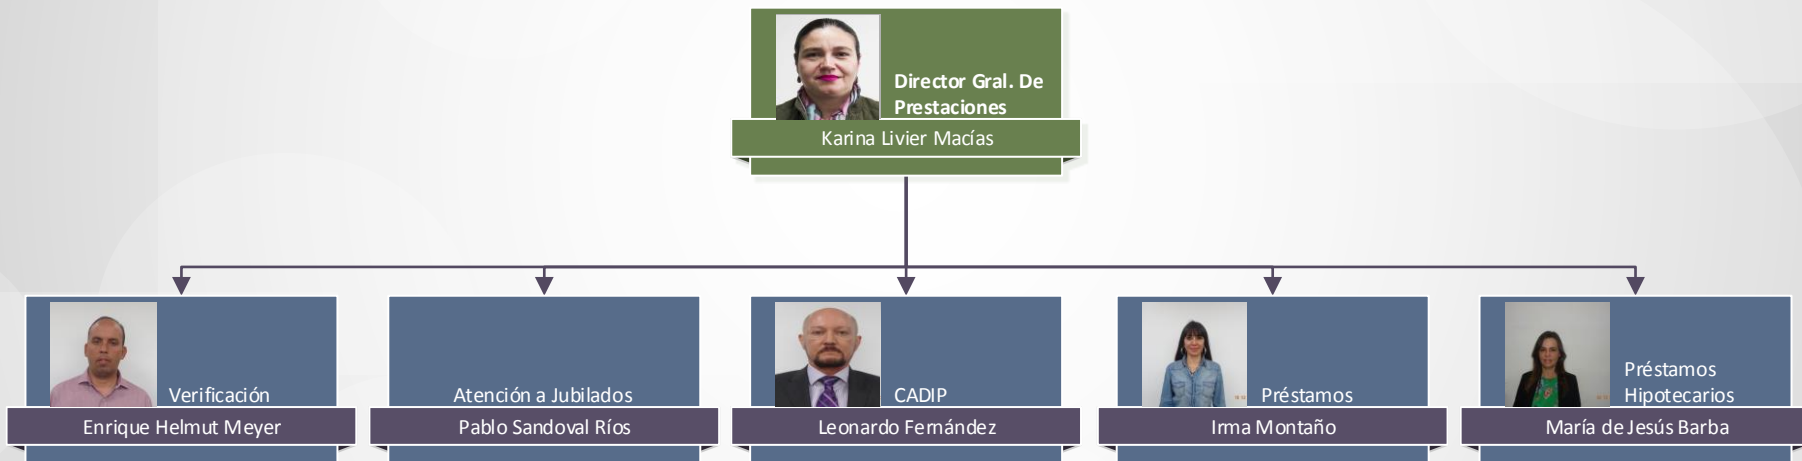 Director Gral. De
Prestaciones
Karina Livier Macías
Verificación
Enrique Helmut Meyer
Atención a Jubilados
Pablo Sandoval Ríos
CADIP
Leonardo Fernández
Préstamos
Irma Montaño
Préstamos
Hipotecarios
María de Jesús Barba